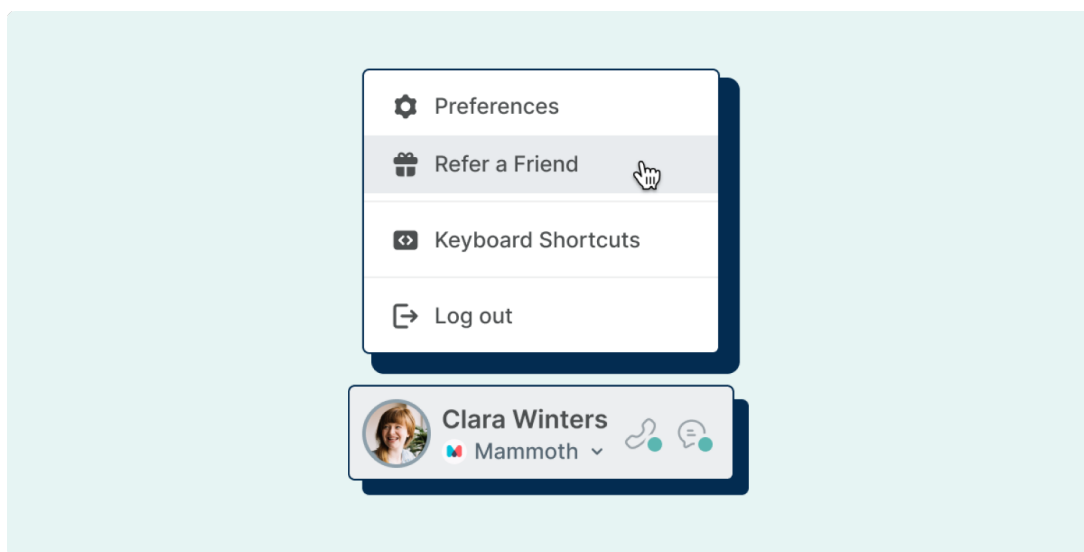 Preferences
Refer a Friend
Keyboard Shortcuts
Log out
Clara Winters
Mammoth